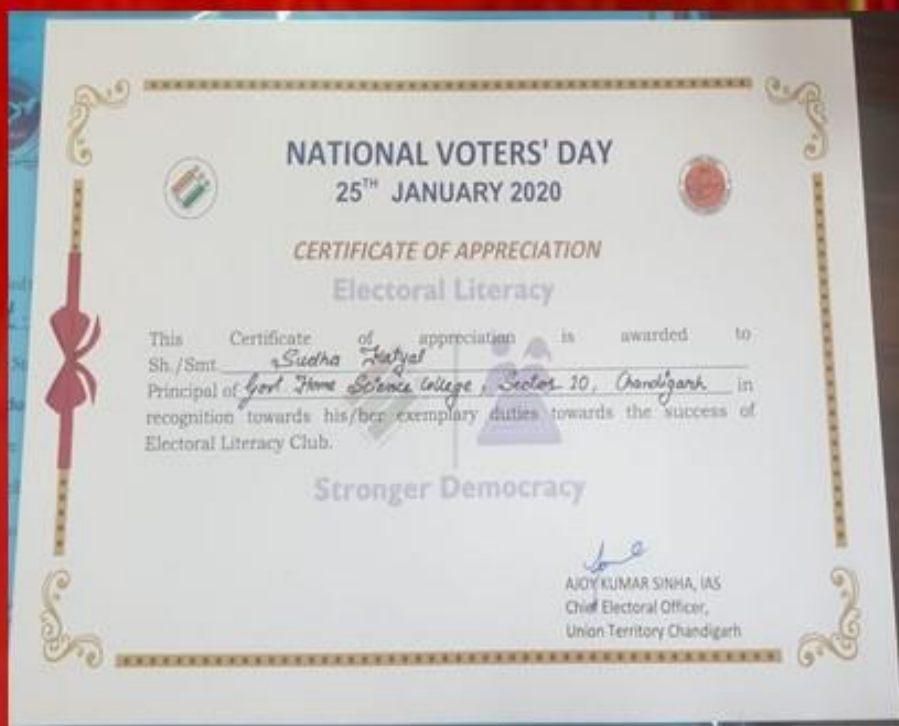 NATIONAL VOTERS' DAY
25TH JANUARY 2020
CERTIFICATE OF APPRECIATION
Electoral Literacy
This Certificate of appreciation is awarded to
Sh./Smt Sudha Katyal
Principal of Govt Home Science College, Sector 10, Chandigarh in
recognition towards his/her exemplary duties towards the success of
Electoral Literacy Club.
Stronger Democracy
AJOY KUMAR SINHA, IAS
Chief Electoral Officer,
Union Territory Chandigarh